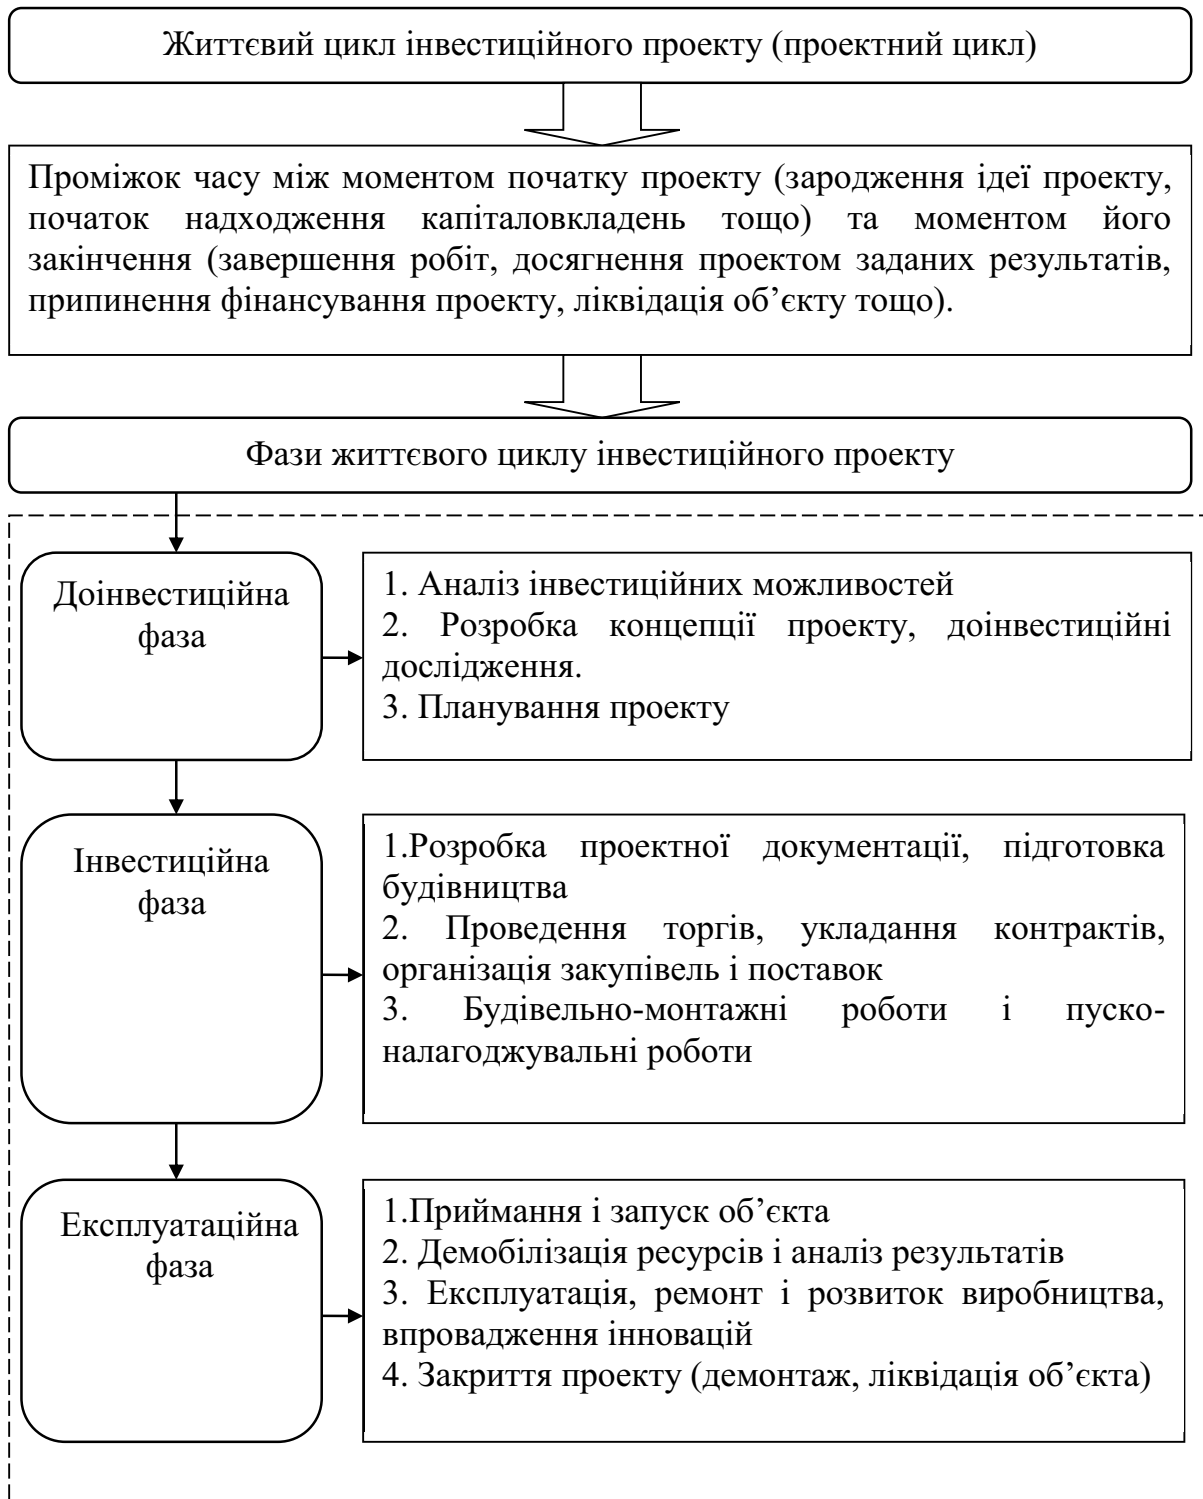 Життєвий цикл інвестиційного проекту (проектний цикл)
Проміжок часу між моментом початку проекту (зародження ідеї проекту,
початок надходження капіталовкладень тощо) та моментом його
закінчення (завершення робіт, досягнення проектом заданих результатів,
припинення фінансування проекту, ліквідація об’єкту тощо).
Фази життєвого циклу інвестиційного проекту
Доінвестиційна
фаза
1. Аналіз інвестиційних можливостей
2. Розробка концепції проекту, доінвестиційні
дослідження.
3. Планування проекту
Інвестиційна
фаза
1.Розробка проектної документації, підготовка
будівництва
2. Проведення торгів, укладання контрактів,
організація закупівель і поставок
3. Будівельно-монтажні роботи і пуско-
налагоджувальні роботи
Експлуатаційна
фаза
1.Приймання і запуск об’єкта
2. Демобілізація ресурсів і аналіз результатів
3. Експлуатація, ремонт і розвиток виробництва,
впровадження інновацій
4. Закриття проекту (демонтаж, ліквідація об’єкта)